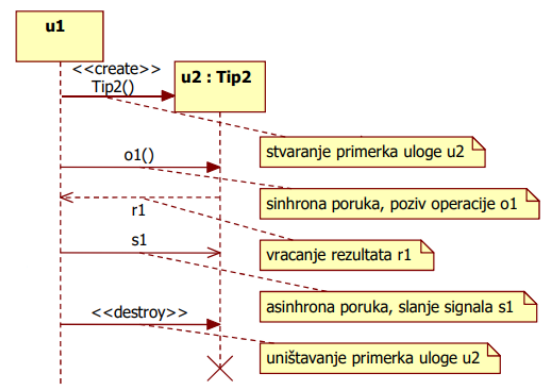 u1
<<create>>
Tip2()
u2 : Tip2
stvaranje primerka uloge u2
o1()
sinhrona poruka, poziv operacije o1
r1
vracanje rezultata r1
s1
asinhrona poruka, slanje signala s1
<<destroy>>
uništavanje primerka uloge u2